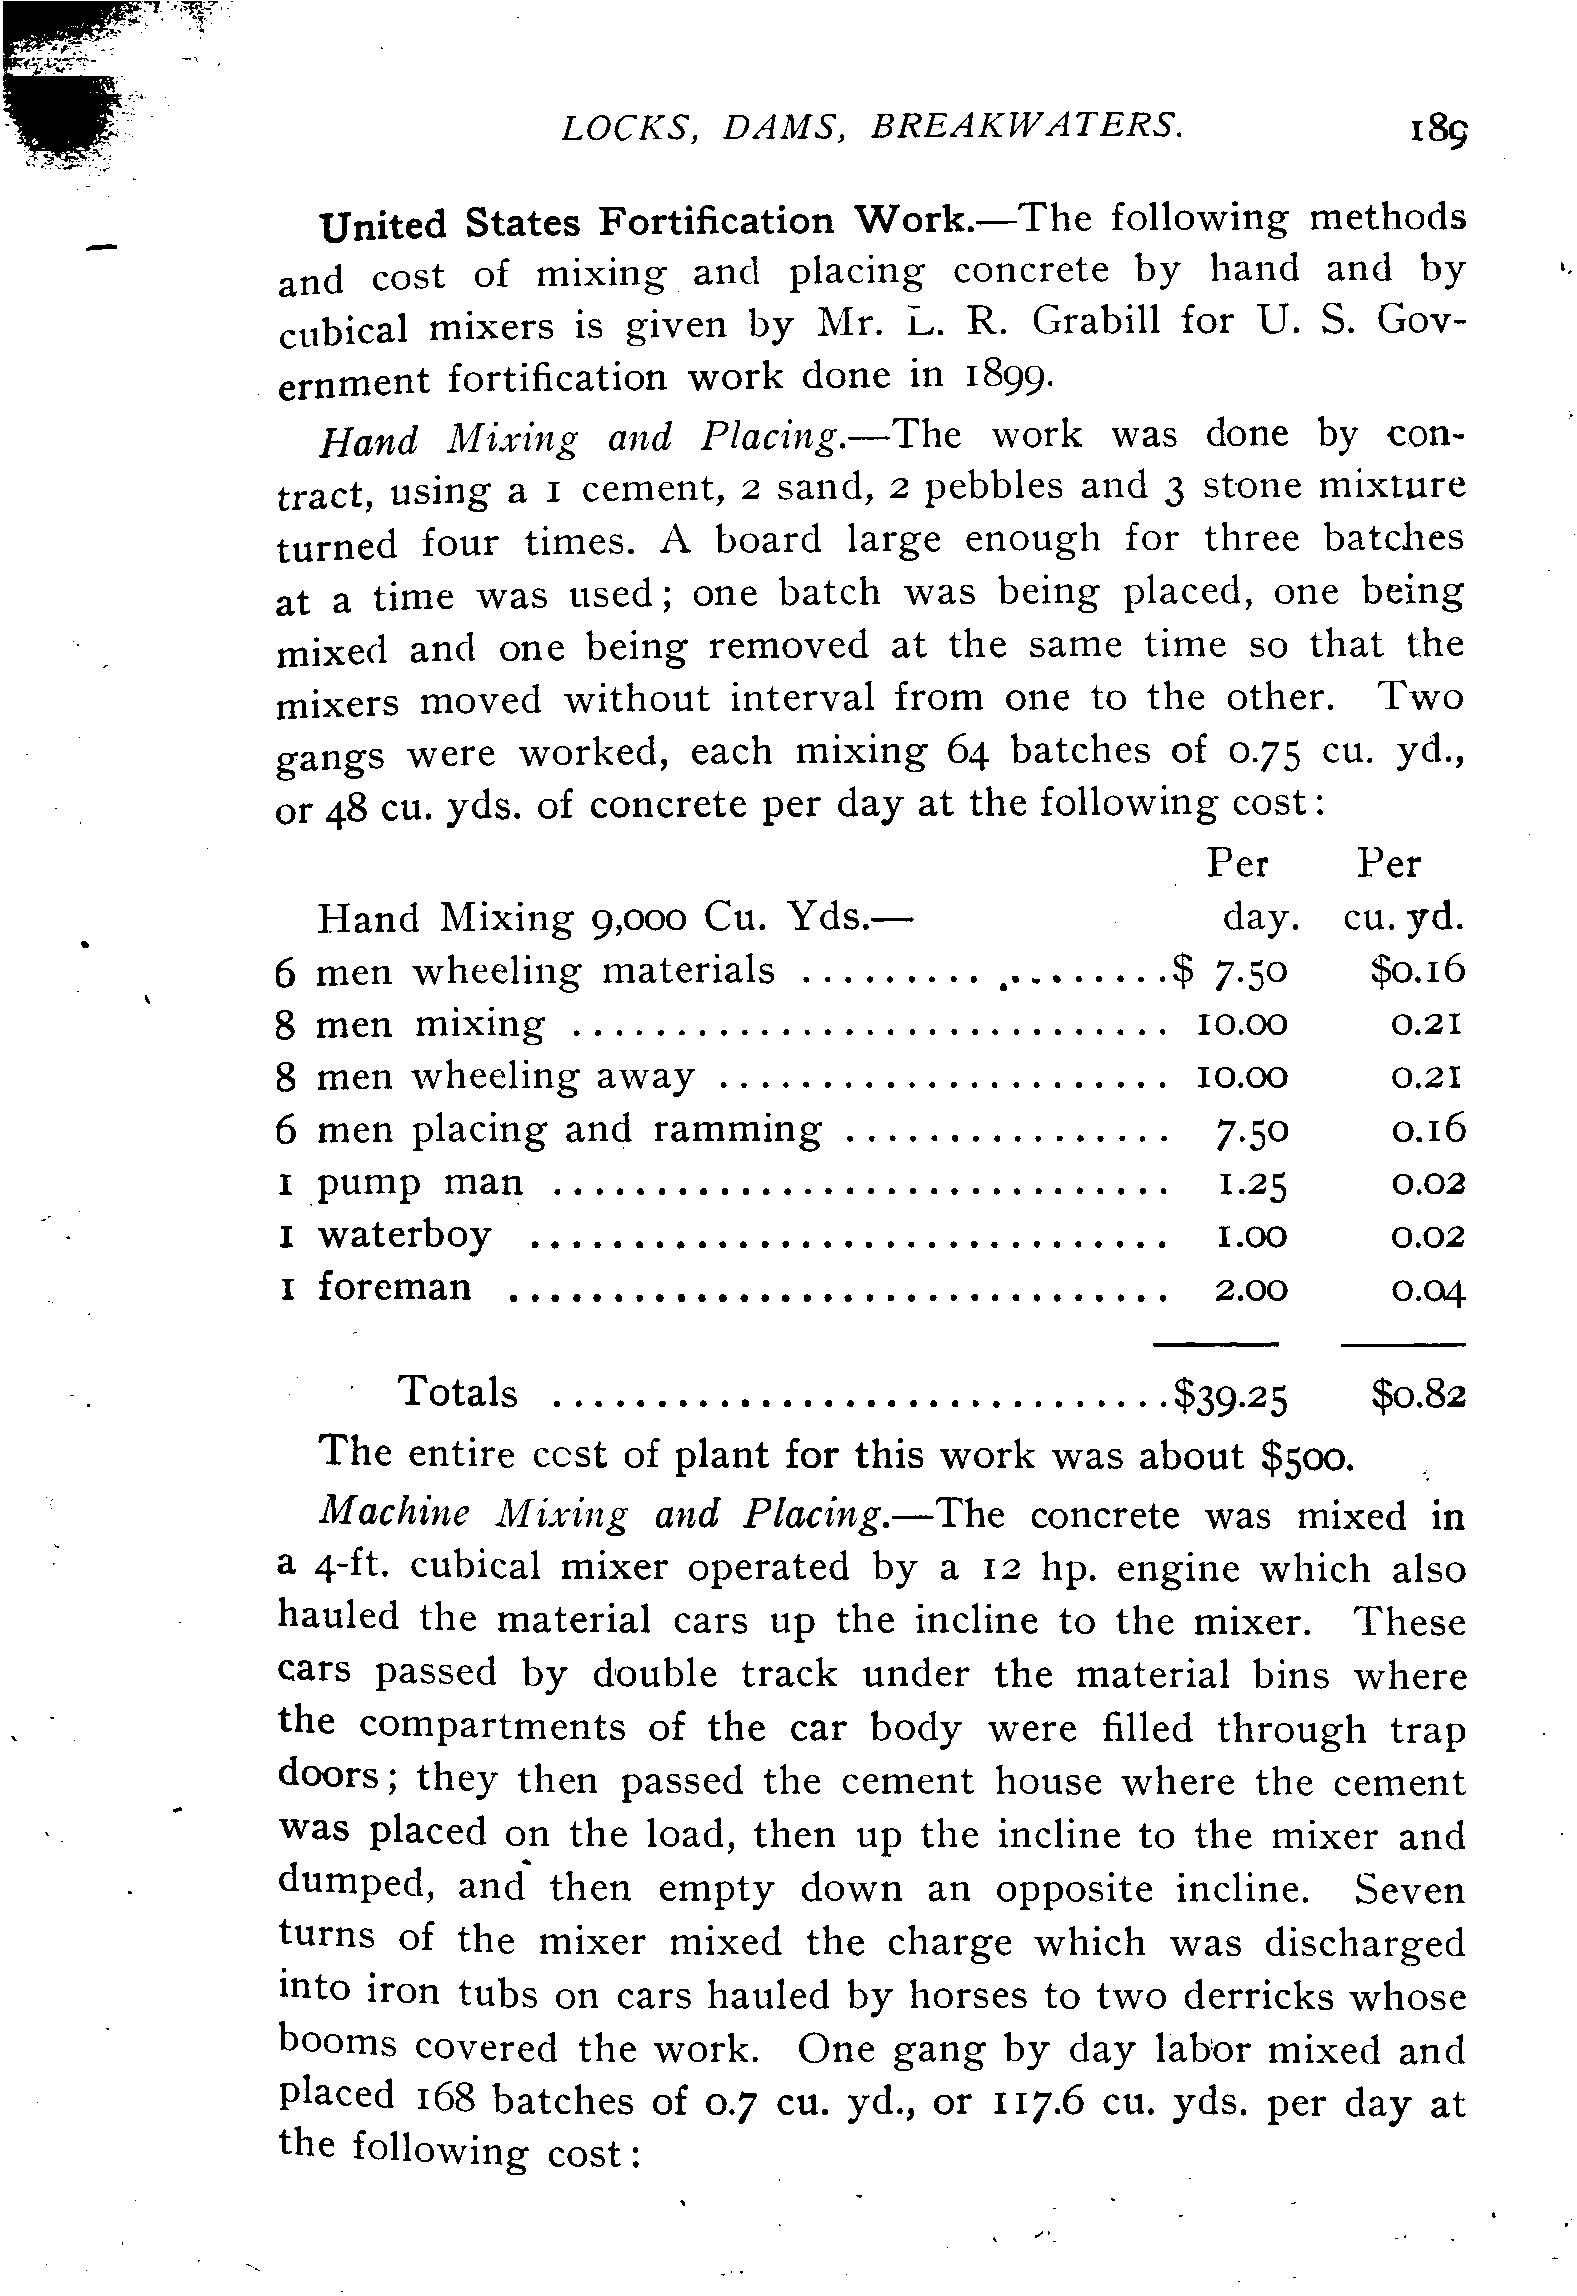 LOCKS, DAMS, BREAKWATERS. 189
United States Fortification Work.—The following methods
and cost of mixing and placing concrete by hand and by
cubical mixers is given by Mr. L. R. Grabill for U. S. Gov-
ernment fortification work done in 1899.
Hand Mixing and Placing.—The work was done by con-
tract, using a 1 cement, 2 sand, 2 pebbles and 3 stone mixture
turned four times. A board large enough for three batches
at a time was used; one batch was being placed, one being
mixed and one being removed at the same time so that the
mixers moved without interval from one to the other. Two
gangs were worked, each mixing 64 batches of 0.75 cu. yd.,
or 48 cu. yds. of concrete per day at the following cost:
Per Per
Hand Mixing 9,000 Cu. Yds.— day. cu. yd.
6 men wheeling materials ..................$ 7.50 $0.16
8 men mixing ............................. 10.00 0.21
8 men wheeling away ...................... 10.00 0.21
6 men placing and ramming ................ 7.50 0.16
1 pump man .............................. 1.25 0.02
1 waterboy ............................... 1.00 0.02
1 foreman ................................ 2.00 0.04
Totals ..............................$39.25 $0.82
The entire ccst of plant for this work was about $500.
Machine Mixing and Placing.—The concrete was mixed in
a 4-ft. cubical mixer operated by a 12 hp. engine which also
hauled the material cars up the incline to the mixer. These
cars passed by double track under the material bins where
the compartments of the car body were filled through trap
doors; they then passed the cement house where the cement
was placed on the load, then up the incline to the mixer and
dumped, and then empty down an opposite incline. Seven
turns of the mixer mixed the charge which was discharged
into iron tubs on cars hauled by horses to two derricks whose
booms covered the work. One gang by day labor mixed and
placed 168 batches of 0.7 cu. yd., or 117.6 cu. yds. per day at
the following cost: